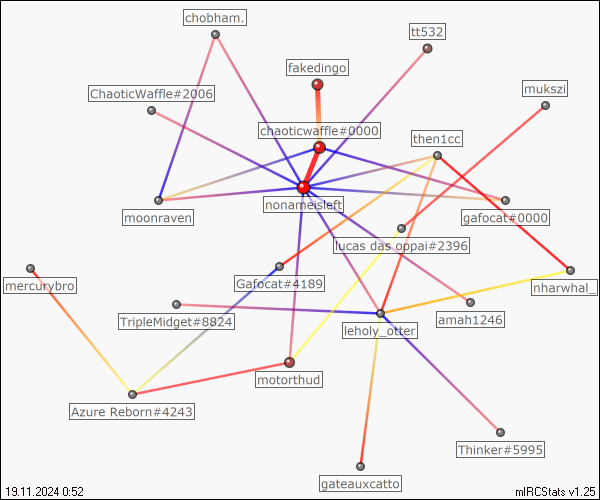 chobham.
tt532
fakedingo
ChaoticWaffle#2006
mukszi
chaoticwaffle#0000
then1cc
nonameisleft
moonraven
gafocat#0000
lucas das oppai#2396
Gafocat#4189
mercurybro
nharwhal_
TripleMidget#8824
leholy_otter
amah1246
motorthud
Azure Reborn#4243
Thinker#5995
gateauxcatto
19.11.2024 0:52
mIRCStats v1.25